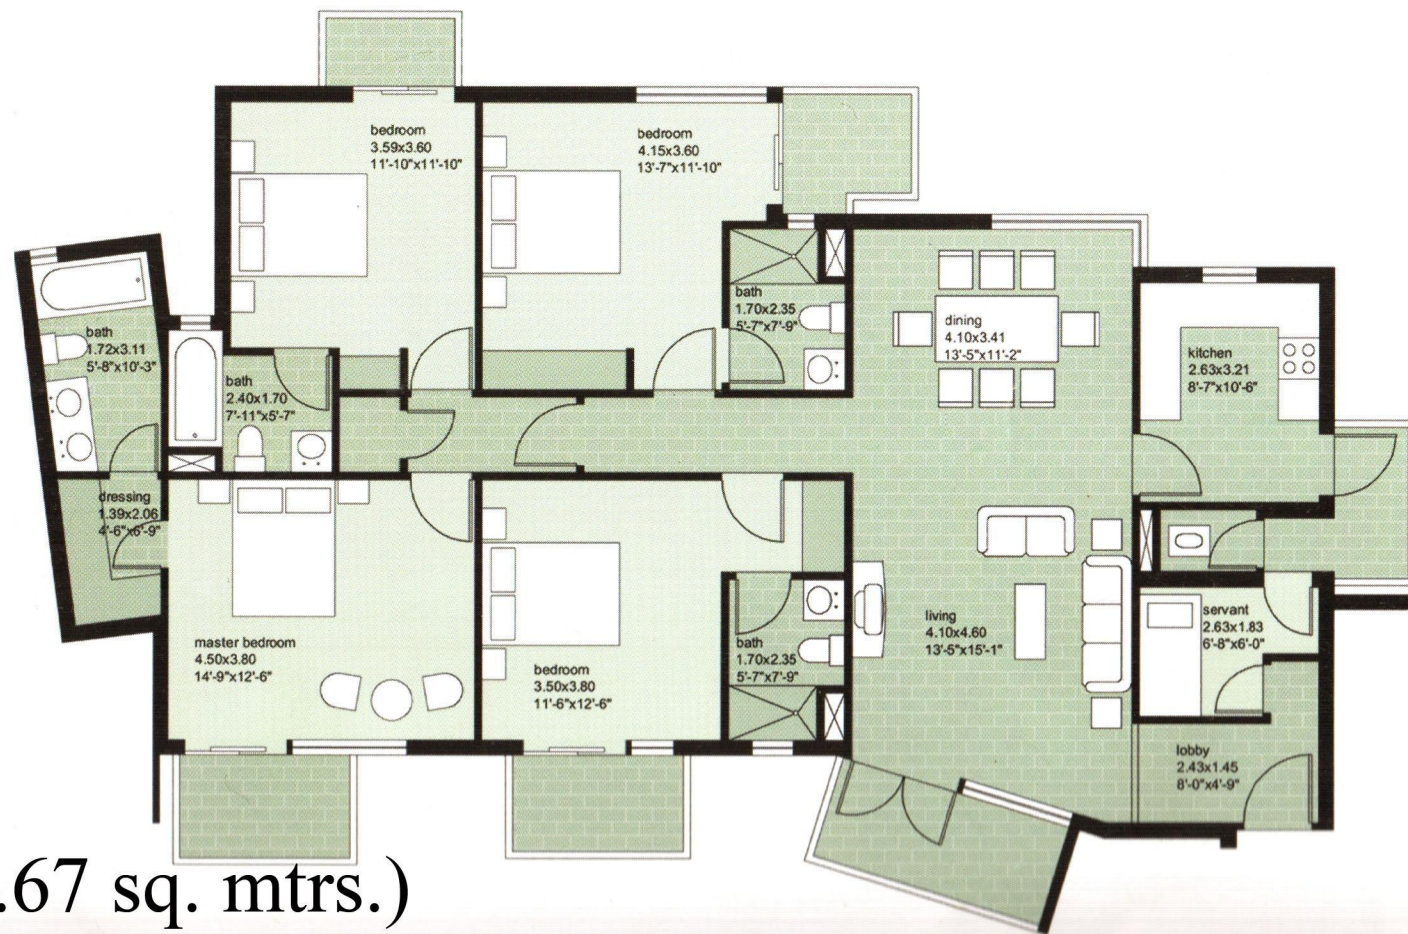 bedroom
3.59x3.60
11'-10"x11'-10"
bedroom
4.15x3.60
13'-7"x11'-10"
bath
1.70x2.35
5'-7"x7'-9"
dining
4.10x3.41
13'-5"x11'-2"
kitchen
2.63x3.21
8'-7"x10'-6"
bath
1.72x3.11
5'-8"x10'-3"
bath
2.40x1.70
7'-11"x5'-7"
dressing
1.39x2.06
4'-6"x6'-9"
master bedroom
4.50x3.80
14'-9"x12'-6"
bedroom
3.50x3.80
11'-6"x12'-6"
bath
1.70x2.35
5'-7"x7'-9"
living
4.10x4.60
13'-5"x15'-1"
servant
2.63x1.83
6'-8"x6'-0"
lobby
2.43x1.45
8'-0"x4'-9"
.67 sq. mtrs.)